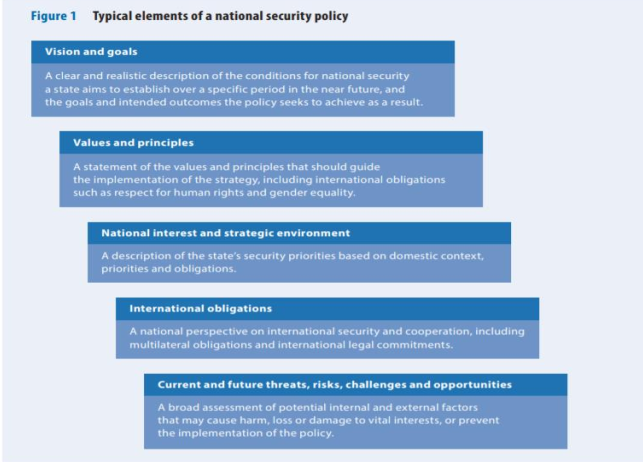 Figure 1 Typical elements of a national security policy
Vision and goals
A clear and realistic description of the conditions for national security
a state aims to establish over a specific period in the near future, and
the goals and intended outcomes the policy seeks to achieve as a result.
Values and principles
A statement of the values and principles that should guide
the implementation of the strategy, including international obligations
such as respect for human rights and gender equality.
National interest and strategic environment
A description of the state's security priorities based on domestic context,
priorities and obligations.
International obligations
A national perspective on international security and cooperation, including
multilateral obligations and international legal commitments.
Current and future threats, risks, challenges and opportunities
A broad assessment of potential internal and external factors
that may cause harm, loss or damage to vital interests, or prevent
the implementation of the policy.